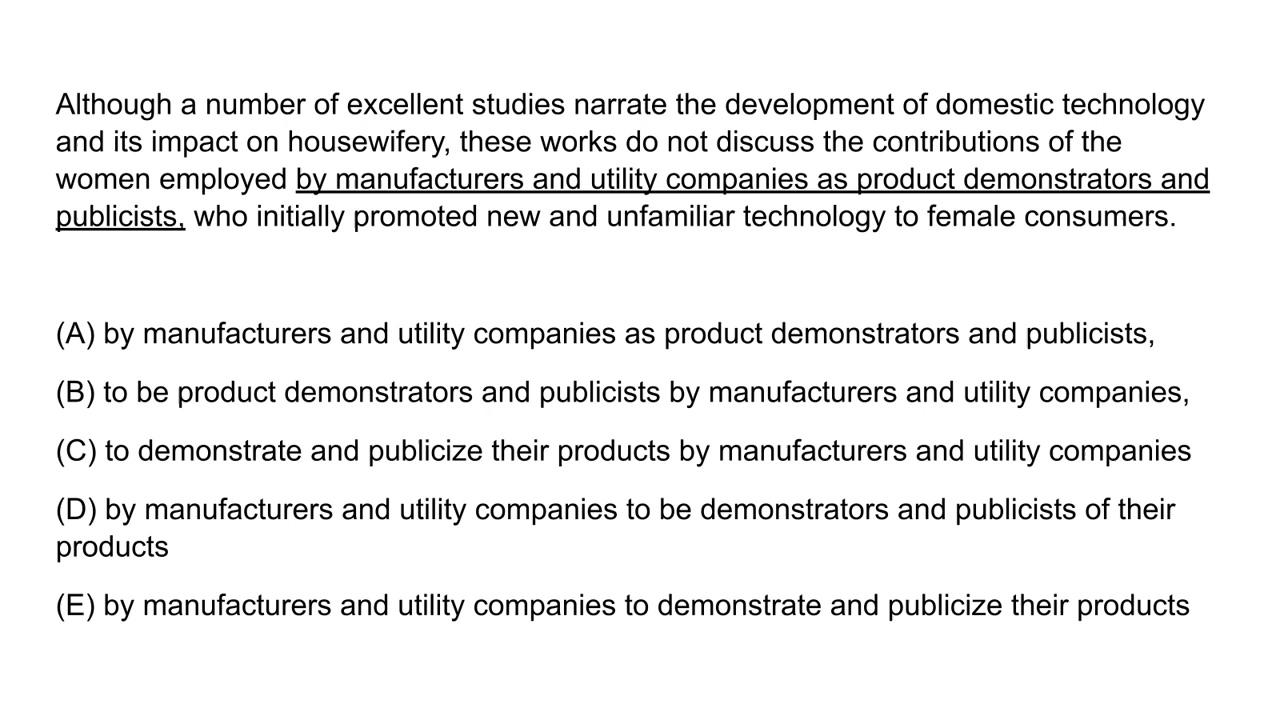 Although a number of excellent studies narrate the development of domestic technology
and its impact on housewifery, these works do not discuss the contributions of the
women employed by manufacturers and utility companies as product demonstrators and
publicists, who initially promoted new and unfamiliar technology to female consumers.
(A) by manufacturers and utility companies as product demonstrators and publicists,
(B) to be product demonstrators and publicists by manufacturers and utility companies,
(C) to demonstrate and publicize their products by manufacturers and utility companies
(D) by manufacturers and utility companies to be demonstrators and publicists of their
products
(E) by manufacturers and utility companies to demonstrate and publicize their products